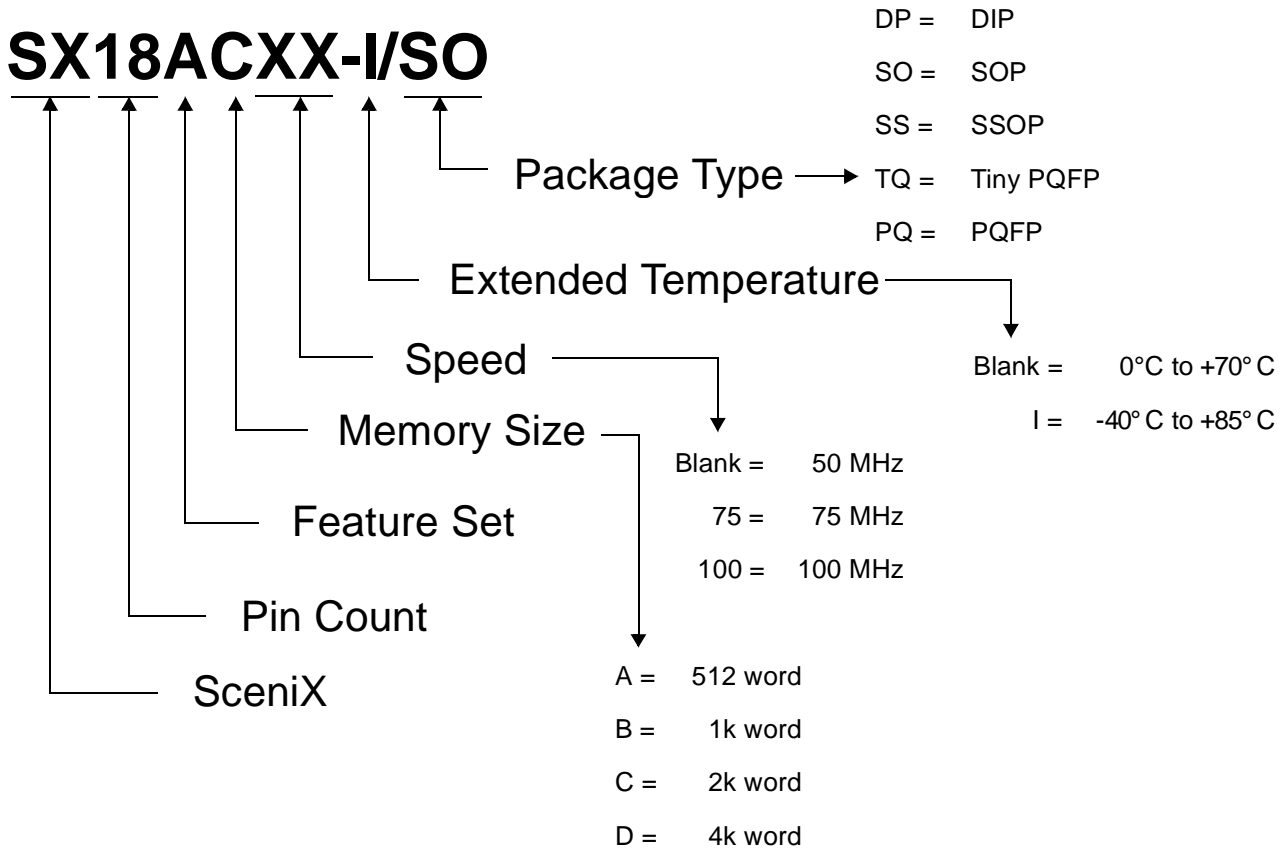 SX18ACXX-I/SO
DP = DIP
SO = SOP
SS = SSOP
Package Type
TQ = Tiny PQFP
PQ = PQFP
Extended Temperature
Blank = 0°C to +70° C
I = -40° C to +85° C
Speed
Blank = 50 MHz
75 = 75 MHz
100 = 100 MHz
Memory Size
A = 512 word
B = 1k word
C = 2k word
D = 4k word
Feature Set
Pin Count
SceniX